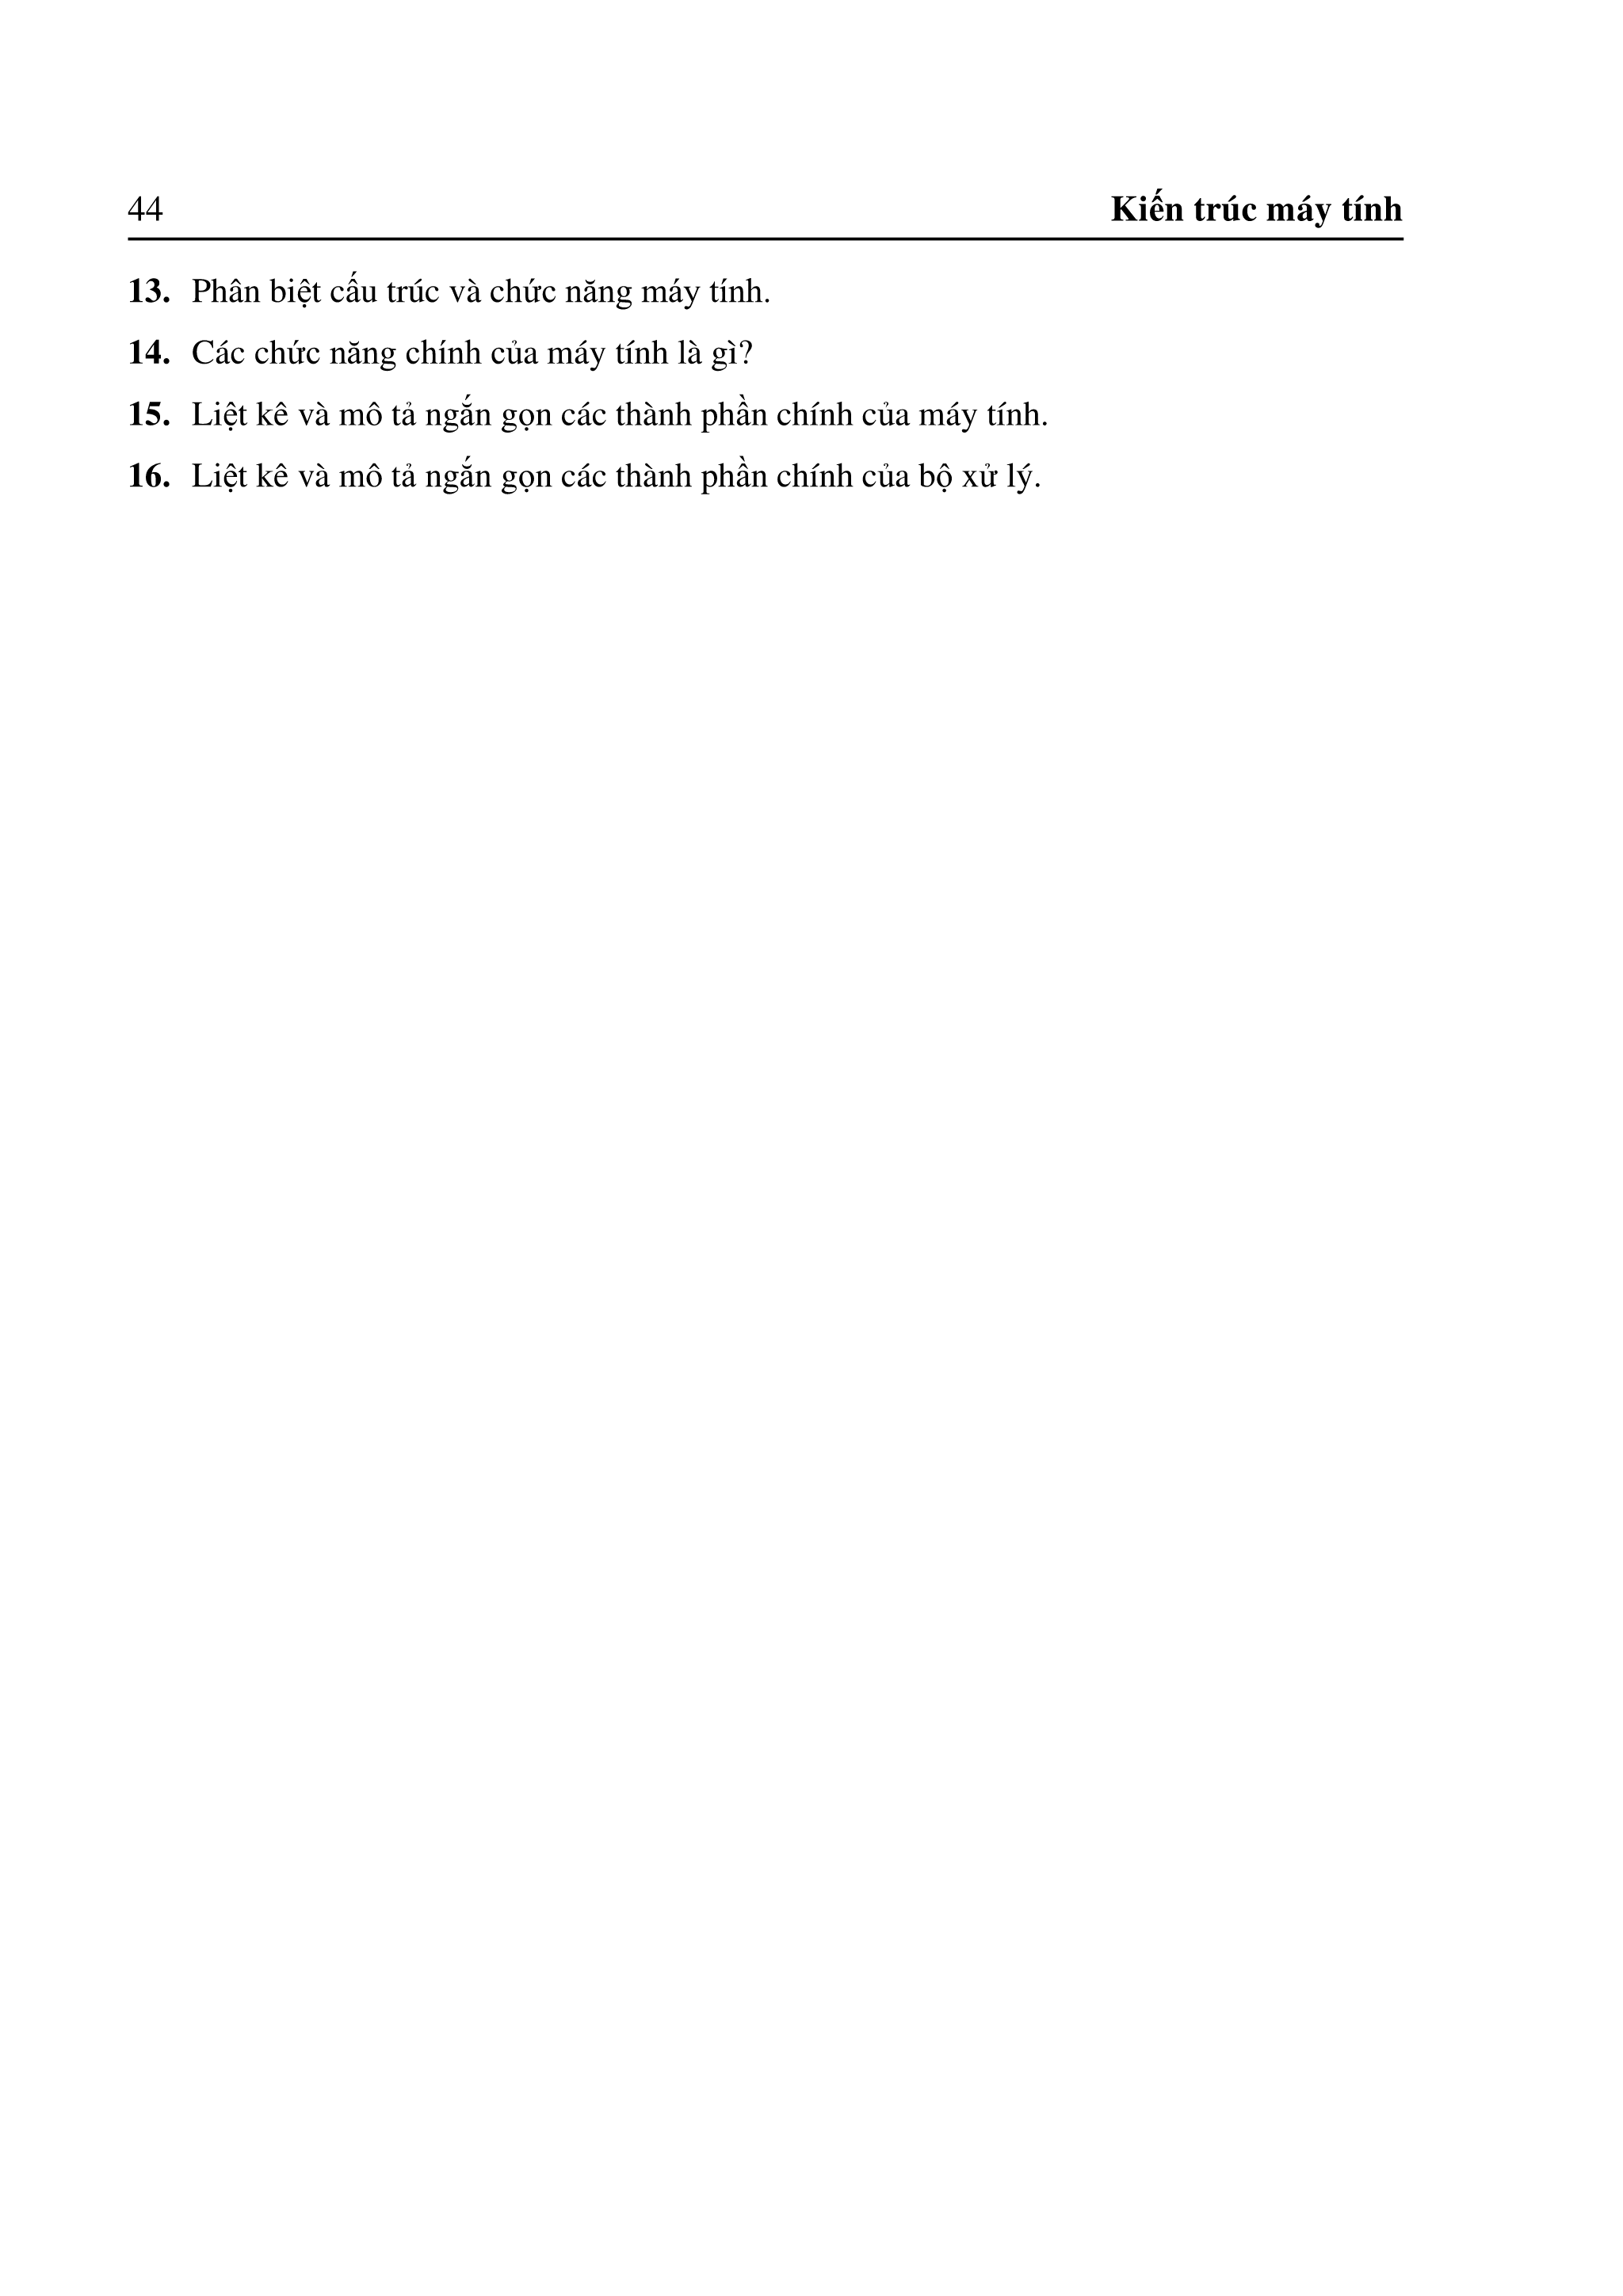 44 Kiến trúc máy tính
13. Phân biệt cấu trúc và chức năng máy tính.
14. Các chức năng chính của máy tính là gì?
15. Liệt kê và mô tả ngắn gọn các thành phần chính của máy tính.
16. Liệt kê và mô tả ngắn gọn các thành phần chính của bộ xử lý.